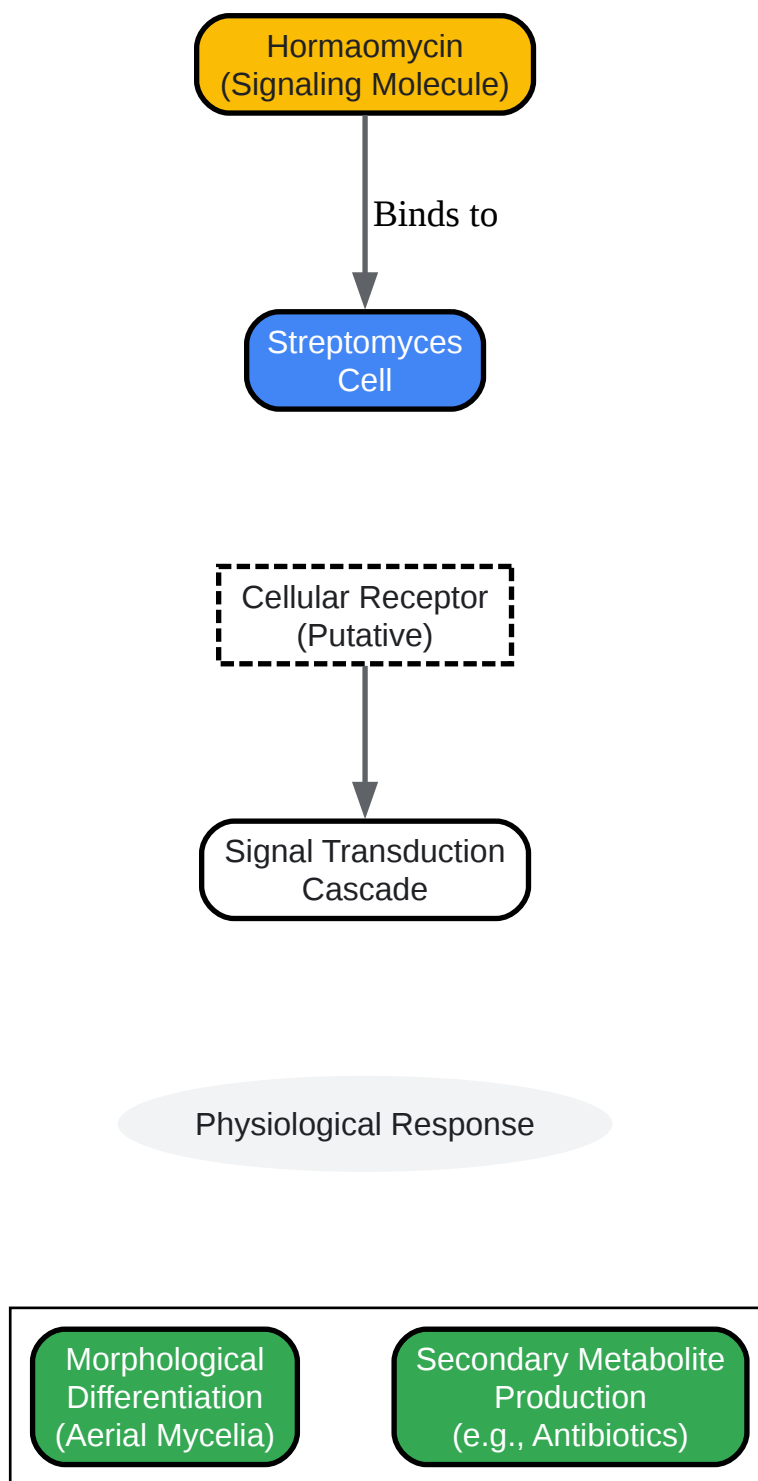 Hormaomycin
(Signaling Molecule)
Binds to
Streptomyces
Cell
Cellular Receptor
(Putative)
Signal Transduction
Cascade
Physiological Response
Morphological
Differentiation
(Aerial Mycelia)
Secondary Metabolite
Production
(e.g., Antibiotics)